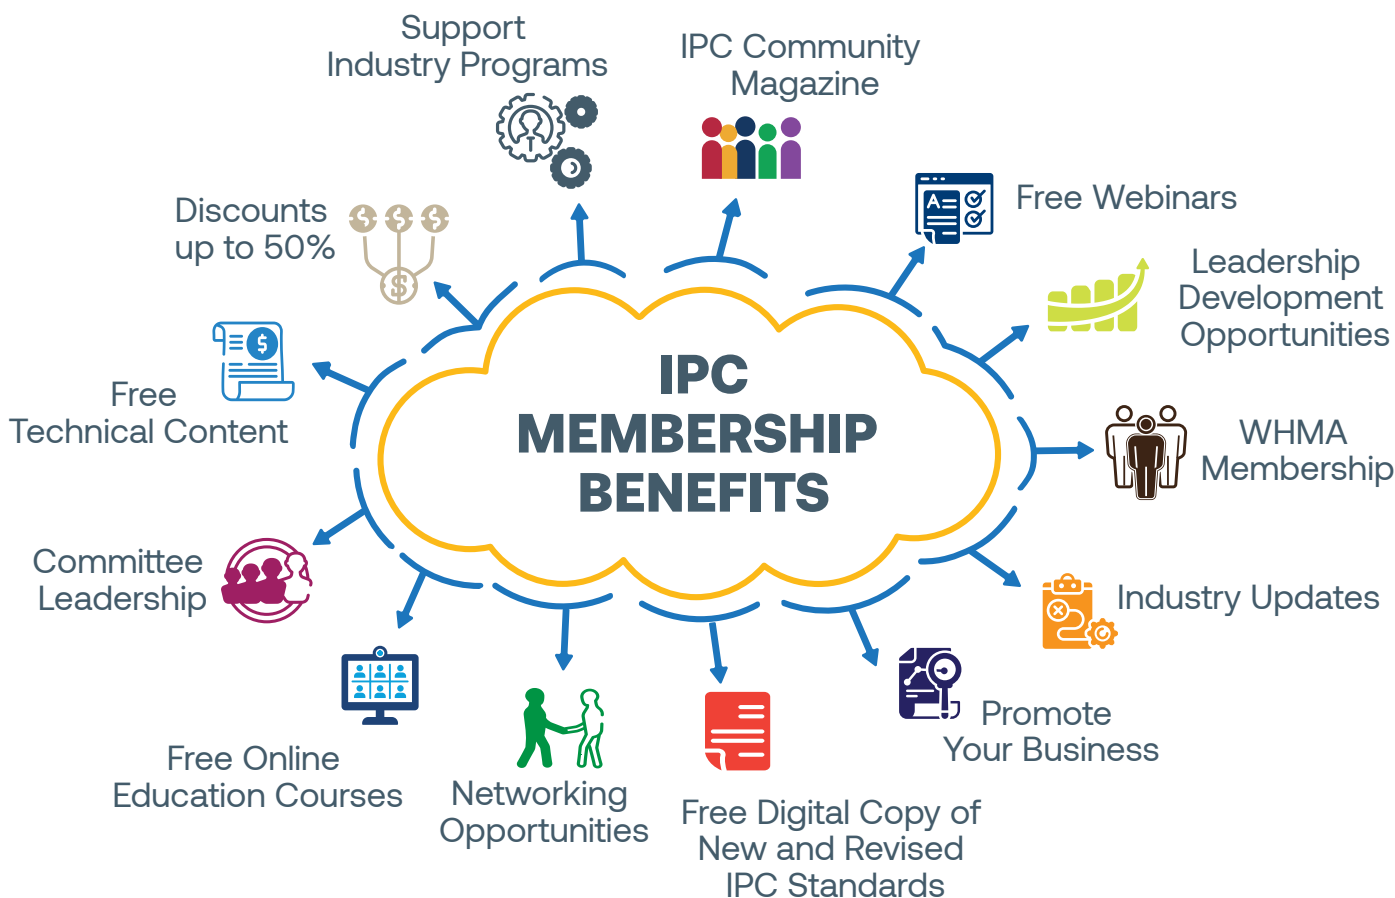 Support
Industry Programs
IPC Community
Magazine
Free Webinars
Discounts
up to 50%
Leadership
Development
Opportunities
IPC
MEMBERSHIP
BENEFITS
Free
Technical Content
WHMA
Membership
Committee
Leadership
Industry Updates
Promote
Your Business
Free Online
Education Courses
Networking
Opportunities
Free Digital Copy of
New and Revised
IPC Standards